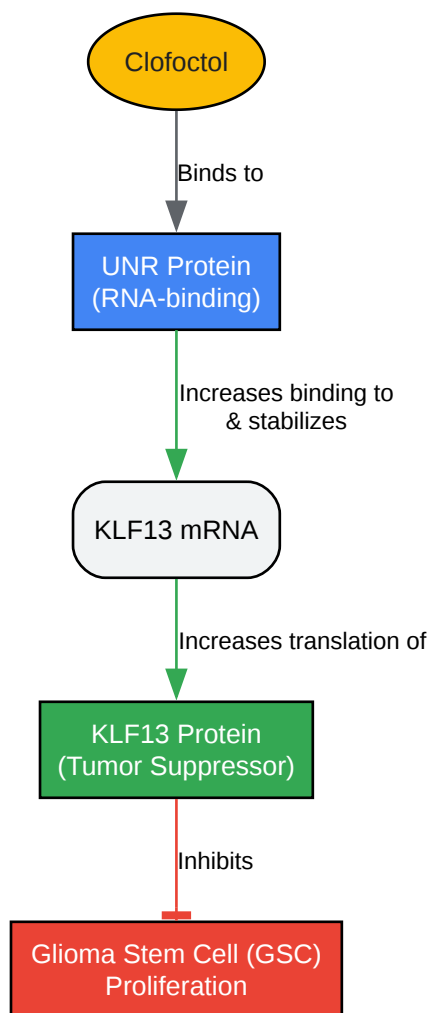 Clofoctol
Binds to
UNR Protein
(RNA-binding)
Increases binding to
& stabilizes
KLF13 mRNA
Increases translation of
KLF13 Protein
(Tumor Suppressor)
Inhibits
Glioma Stem Cell (GSC)
Proliferation